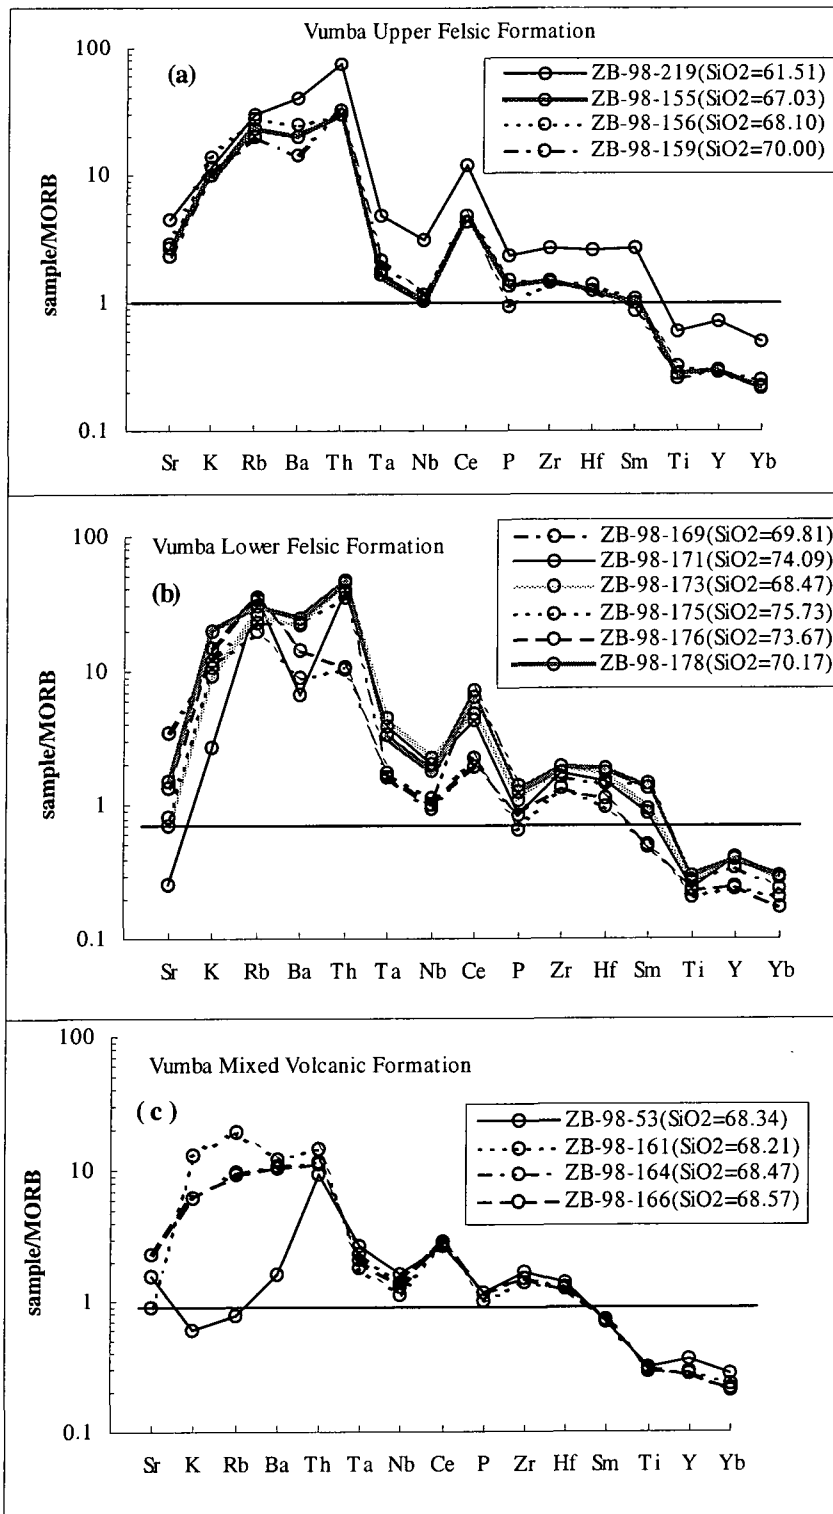 Vumba Upper Felsic Formation
(a)
ZB-98-219(SiO2=61.51)
ZB-98-155(SiO2=67.03)
ZB-98-156(SiO2=68.10)
ZB-98-159(SiO2=70.00)
sample/MORB
100
10
1
0.1
Sr K Rb Ba Th Ta Nb Ce P Zr Hf Sm Ti Y Yb
Vumba Lower Felsic Formation
(b)
ZB-98-169(SiO2=69.81)
ZB-98-171(SiO2=74.09)
ZB-98-173(SiO2=68.47)
ZB-98-175(SiO2=75.73)
ZB-98-176(SiO2=73.67)
ZB-98-178(SiO2=70.17)
sample/MORB
100
10
1
0.1
Sr K Rb Ba Th Ta Nb Ce P Zr Hf Sm Ti Y Yb
Vumba Mixed Volcanic Formation
(c)
ZB-98-53(SiO2=68.34)
ZB-98-161(SiO2=68.21)
ZB-98-164(SiO2=68.47)
ZB-98-166(SiO2=68.57)
sample/MORB
100
10
1
0.1
Sr K Rb Ba Th Ta Nb Ce P Zr Hf Sm Ti Y Yb